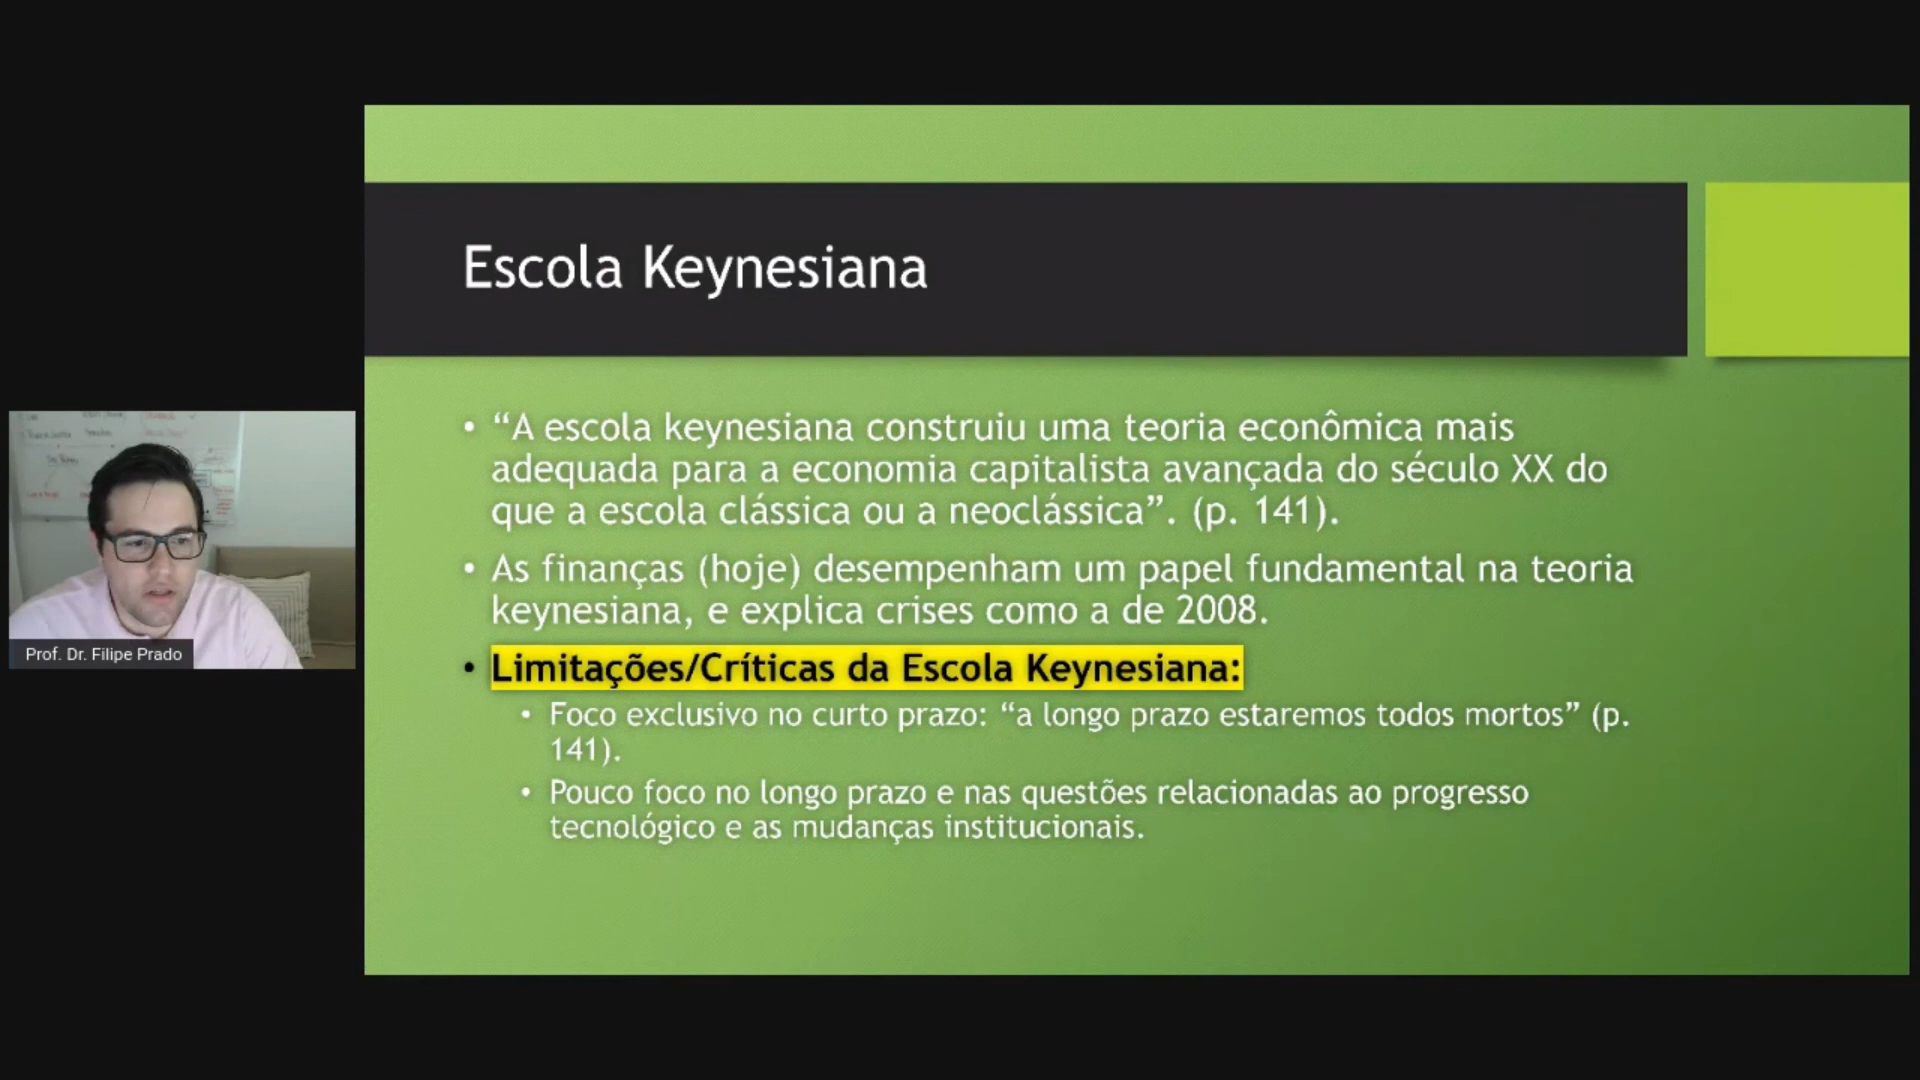 Escola Keynesiana
• “A escola keynesiana construiu uma teoria econômica mais
adequada para a economia capitalista avançada do século XX do
que a escola clássica ou a neoclássica”. (p. 141).
• As finanças (hoje) desempenham um papel fundamental na teoria
keynesiana, e explica crises como a de 2008.
• Limitações/Críticas da Escola Keynesiana:
• Foco exclusivo no curto prazo: “a longo prazo estaremos todos mortos” (p.
141).
• Pouco foco no longo prazo e nas questões relacionadas ao progresso
tecnológico e as mudanças institucionais.
Prof. Dr. Filipe Prado